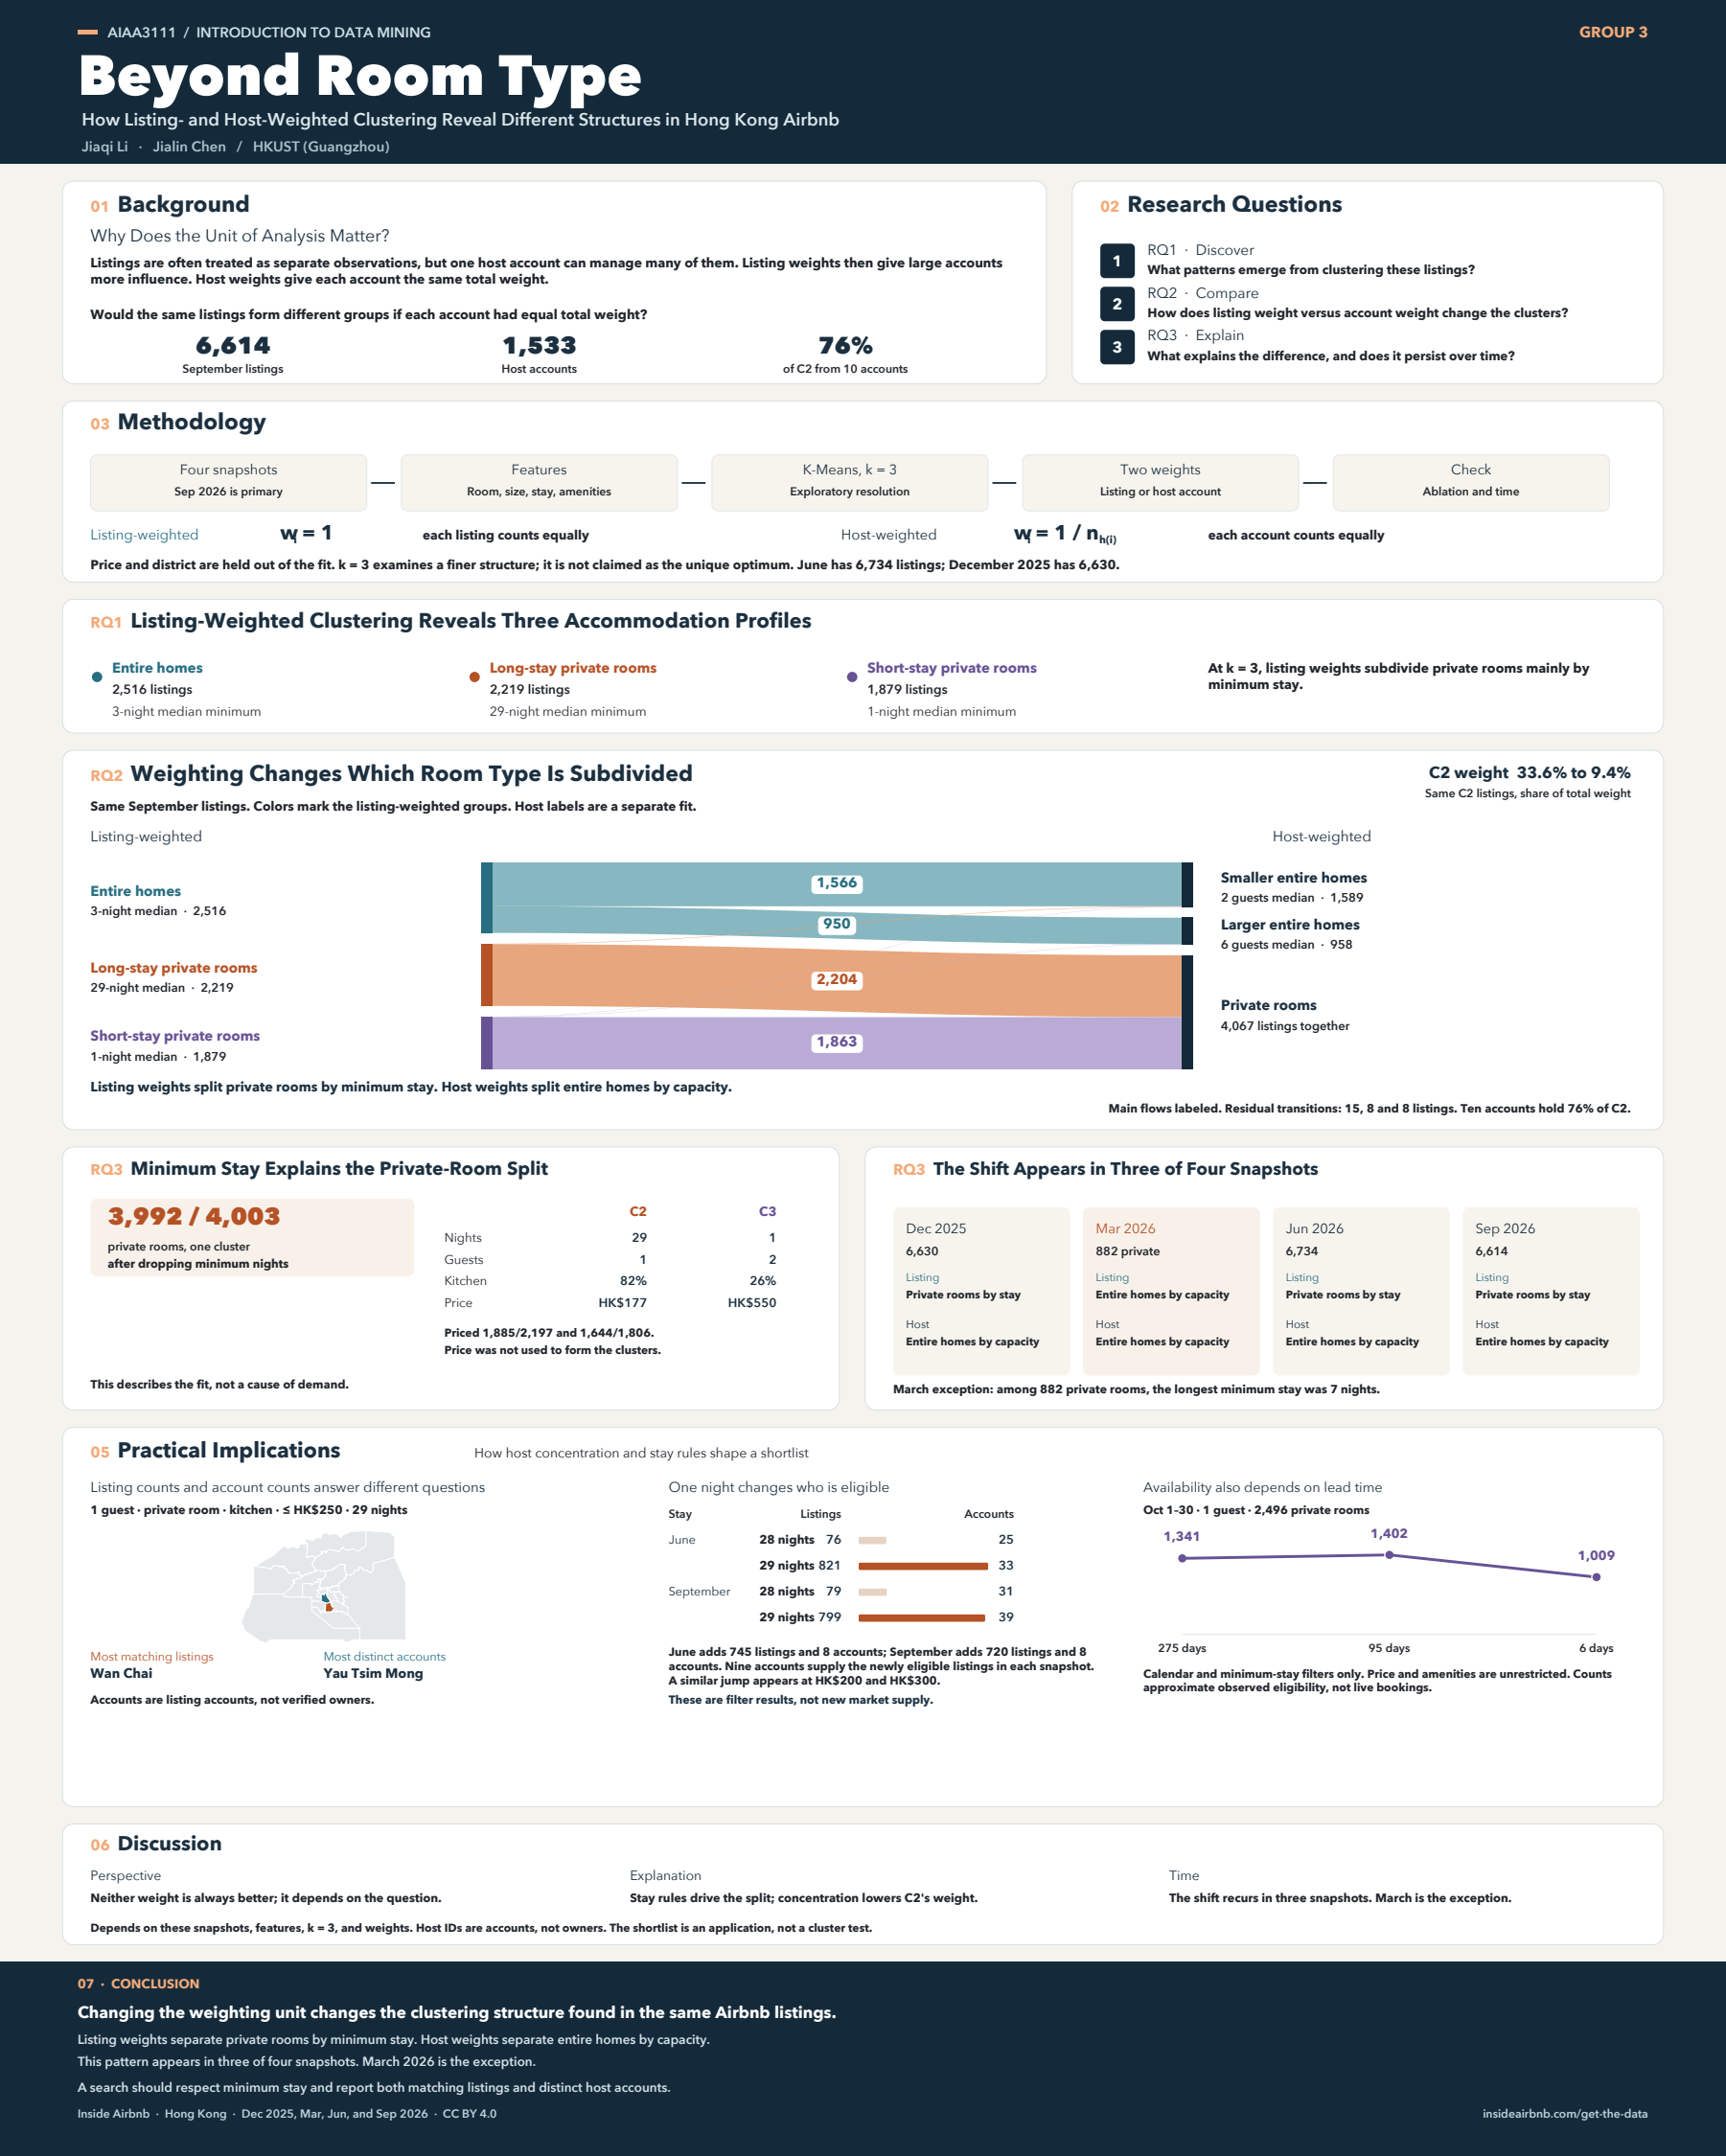 AIAA3111 / INTRODUCTION TO DATA MINING
GROUP 3
Beyond Room Type
How Listing- and Host-Weighted Clustering Reveal Different Structures in Hong Kong Airbnb
Jiaqi Li · Jialin Chen / HKUST (Guangzhou)
01 Background
Why Does the Unit of Analysis Matter?
Listings are often treated as separate observations, but one host account can manage many of them. Listing weights then give large accounts
more influence. Host weights give each account the same total weight.
Would the same listings form different groups if each account had equal total weight?
6,614
September listings
1,533
Host accounts
76%
of C2 from 10 accounts
02 Research Questions
1
RQ1 · Discover
What patterns emerge from clustering these listings?
2
RQ2 · Compare
How does listing weight versus account weight change the clusters?
3
RQ3 · Explain
What explains the difference, and does it persist over time?
03 Methodology
Four snapshots
Sep 2026 is primary
Features
Room, size, stay, amenities
K-Means, k = 3
Exploratory resolution
Two weights
Listing or host account
Check
Ablation and time
Listing-weighted
wi = 1
each listing counts equally
Host-weighted
wi = 1 / nh(i)
each account counts equally
Price and district are held out of the fit. k = 3 examines a finer structure; it is not claimed as the unique optimum. June has 6,734 listings; December 2025 has 6,630.
RQ1 Listing-Weighted Clustering Reveals Three Accommodation Profiles
Entire homes
2,516 listings
3-night median minimum
Long-stay private rooms
2,219 listings
29-night median minimum
Short-stay private rooms
1,879 listings
1-night median minimum
At k = 3, listing weights subdivide private rooms mainly by
minimum stay.
RQ2 Weighting Changes Which Room Type Is Subdivided
C2 weight 33.6% to 9.4%
Same C2 listings, share of total weight
Same September listings. Colors mark the listing-weighted groups. Host labels are a separate fit.
Listing-weighted
Host-weighted
Entire homes
3-night median · 2,516
Long-stay private rooms
29-night median · 2,219
Short-stay private rooms
1-night median · 1,879
1,566
950
2,204
1,863
Smaller entire homes
2 guests median · 1,589
Larger entire homes
6 guests median · 958
Private rooms
4,067 listings together
Listing weights split private rooms by minimum stay. Host weights split entire homes by capacity.
Main flows labeled. Residual transitions: 15, 8 and 8 listings. Ten accounts hold 76% of C2.
RQ3 Minimum Stay Explains the Private-Room Split
3,992 / 4,003
private rooms, one cluster
after dropping minimum nights
C2 C3
Nights 29 1
Guests 1 2
Kitchen 82% 26%
Price HK$177 HK$550
Priced 1,885/2,197 and 1,644/1,806.
Price was not used to form the clusters.
This describes the fit, not a cause of demand.
RQ3 The Shift Appears in Three of Four Snapshots
Dec 2025
6,630
Listing
Private rooms by stay
Host
Entire homes by capacity
Mar 2026
882 private
Listing
Entire homes by capacity
Host
Entire homes by capacity
Jun 2026
6,734
Listing
Private rooms by stay
Host
Entire homes by capacity
Sep 2026
6,614
Listing
Private rooms by stay
Host
Entire homes by capacity
March exception: among 882 private rooms, the longest minimum stay was 7 nights.
05 Practical Implications
How host concentration and stay rules shape a shortlist
Listing counts and account counts answer different questions
1 guest · private room · kitchen · ≤ HK$250 · 29 nights
Most matching listings
Wan Chai
Most distinct accounts
Yau Tsim Mong
Accounts are listing accounts, not verified owners.
One night changes who is eligible
Stay Listings Accounts
June 28 nights 76 25
29 nights 821 33
September 28 nights 79 31
29 nights 799 39
June adds 745 listings and 8 accounts; September adds 720 listings and 8
accounts. Nine accounts supply the newly eligible listings in each snapshot.
A similar jump appears at HK$200 and HK$300.
These are filter results, not new market supply.
Availability also depends on lead time
Oct 1–30 · 1 guest · 2,496 private rooms
1,341
1,402
1,009
275 days
95 days
6 days
Calendar and minimum-stay filters only. Price and amenities are unrestricted. Counts
approximate observed eligibility, not live bookings.
06 Discussion
Perspective
Neither weight is always better; it depends on the question.
Explanation
Stay rules drive the split; concentration lowers C2's weight.
Time
The shift recurs in three snapshots. March is the exception.
Depends on these snapshots, features, k = 3, and weights. Host IDs are accounts, not owners. The shortlist is an application, not a cluster test.
07 · CONCLUSION
Changing the weighting unit changes the clustering structure found in the same Airbnb listings.
Listing weights separate private rooms by minimum stay. Host weights separate entire homes by capacity.
This pattern appears in three of four snapshots. March 2026 is the exception.
A search should respect minimum stay and report both matching listings and distinct host accounts.
Inside Airbnb · Hong Kong · Dec 2025, Mar, Jun, and Sep 2026 · CC BY 4.0
insideairbnb.com/get-the-data